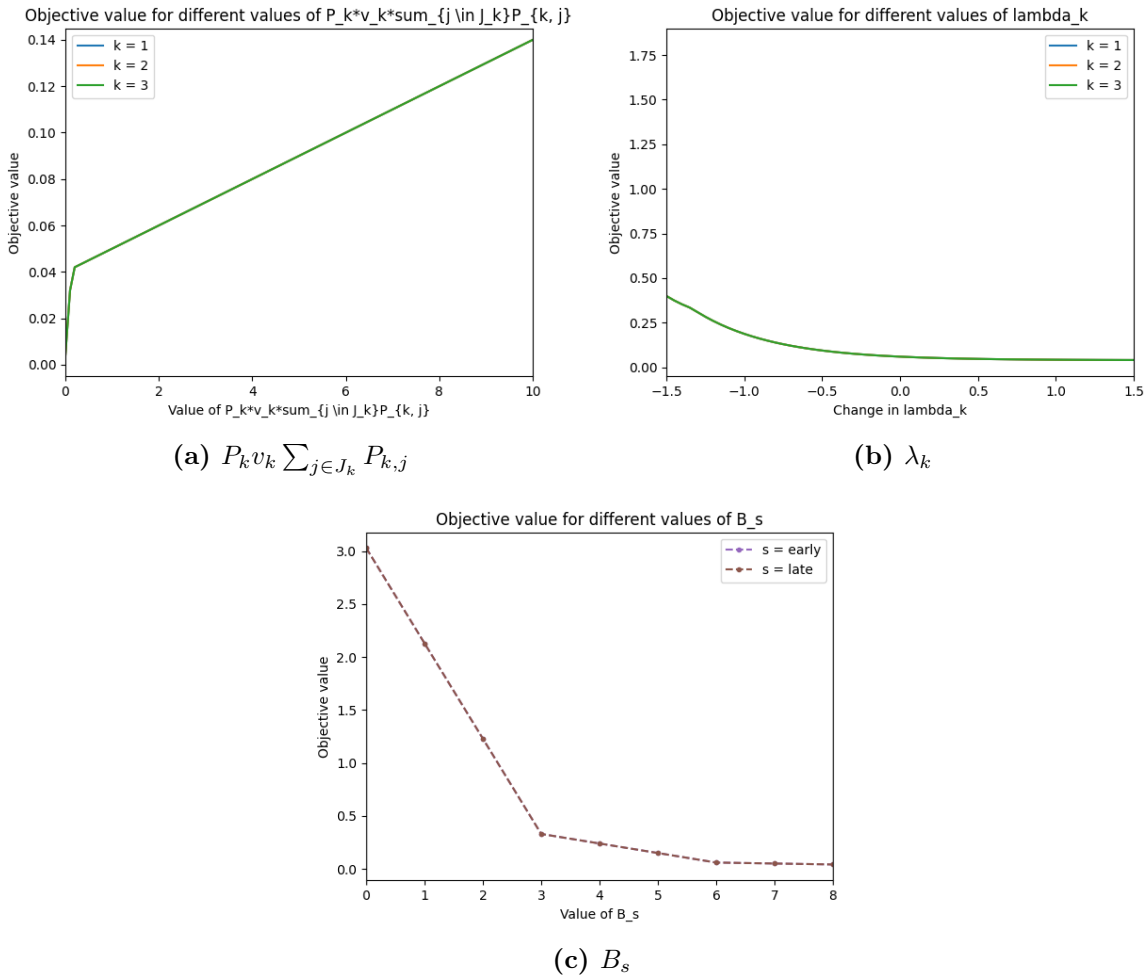 Objective value for different values of P_k*v_k*sum_{j \in J_k}P_{k, j}
k = 1
k = 2
k = 3
Objective value
0.14
0.12
0.10
0.08
0.06
0.04
0.02
0.00
0 2 4 6 8 10
Value of P_k*v_k*sum_{j \in J_k}P_{k, j}
(a) $P_k v_k \sum_{j \in J_k} P_{k,j}$
Objective value for different values of lambda_k
k = 1
k = 2
k = 3
Objective value
1.75
1.50
1.25
1.00
0.75
0.50
0.25
0.00
−1.5 −1.0 −0.5 0.0 0.5 1.0 1.5
Change in lambda_k
(b) $\lambda_k$
Objective value for different values of B_s
s = early
s = late
Objective value
3.0
2.5
2.0
1.5
1.0
0.5
0.0
0 1 2 3 4 5 6 7 8
Value of B_s
(c) $B_s$